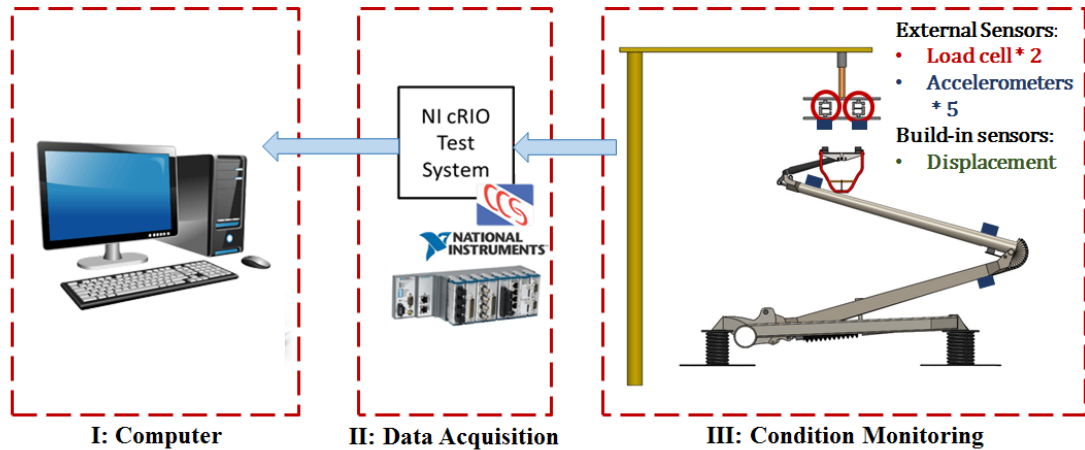 External Sensors:
• Load cell * 2
• Accelerometers
* 5
Build-in sensors:
• Displacement
NI cRIO
Test
System
CCS
NATIONAL
INSTRUMENTS
I: Computer
II: Data Acquisition
III: Condition Monitoring